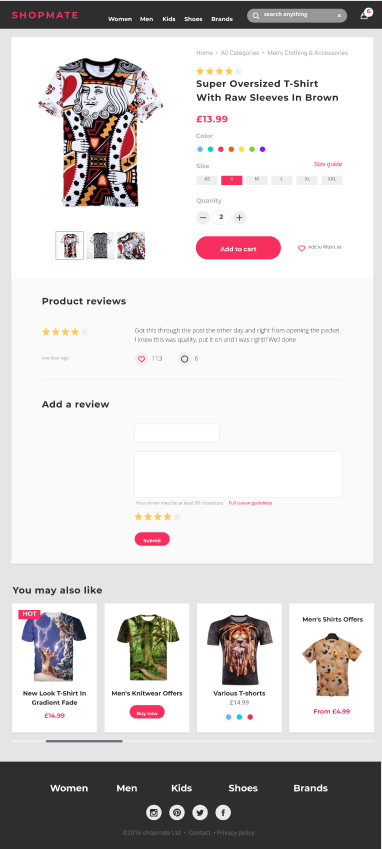 SHOPMATE
Women Men Kids Shoes Brands
search anything ×
6
Home • All Categories • Men's Clothing & Accessories
Super Oversized T-Shirt
With Raw Sleeves In Brown
£13.99
Color
Size Size guide
XS S M L XL XXL
Quanity
2
Add to cart
Add to Wish List
Product reviews
Got this through the post the other day and right from opening the packet
I knew this was quality, put it on and I was right!! Well done
one hour ago
113 6
Add a review
Your review must be at least 50 characters Full review guidelines
Submit
You may also like
HOT
New Look T-Shirt In
Gradient Fade
£14.99
Men's Knitwear Offers
Buy now
Various T-shorts
£14.99
Men's Shirts Offers
From £4.99
Women Men Kids Shoes Brands
©2016 shopmate Ltd • Contact • Privacy policy